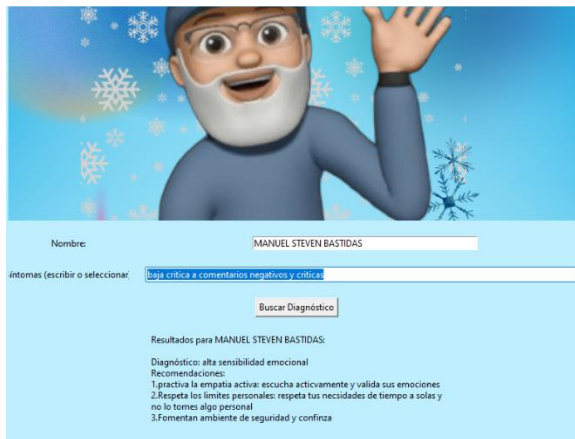 Nombre:
MANUEL STEVEN BASTIDAS
íntomas (escribir o seleccionar)
baja critica a comentarios negativos y criticas
Buscar Diagnóstico
Resultados para MANUEL STEVEN BASTIDAS:
Diagnóstico: alta sensibilidad emocional
Recomendaciones:
1.practiva la empatia activa: escucha acticvamente y valida sus emociones
2.Respeta los limites personales: respeta tus necsidades de tiempo a solas y
no lo tomes algo personal
3.Fomentan ambiente de seguridad y confinza